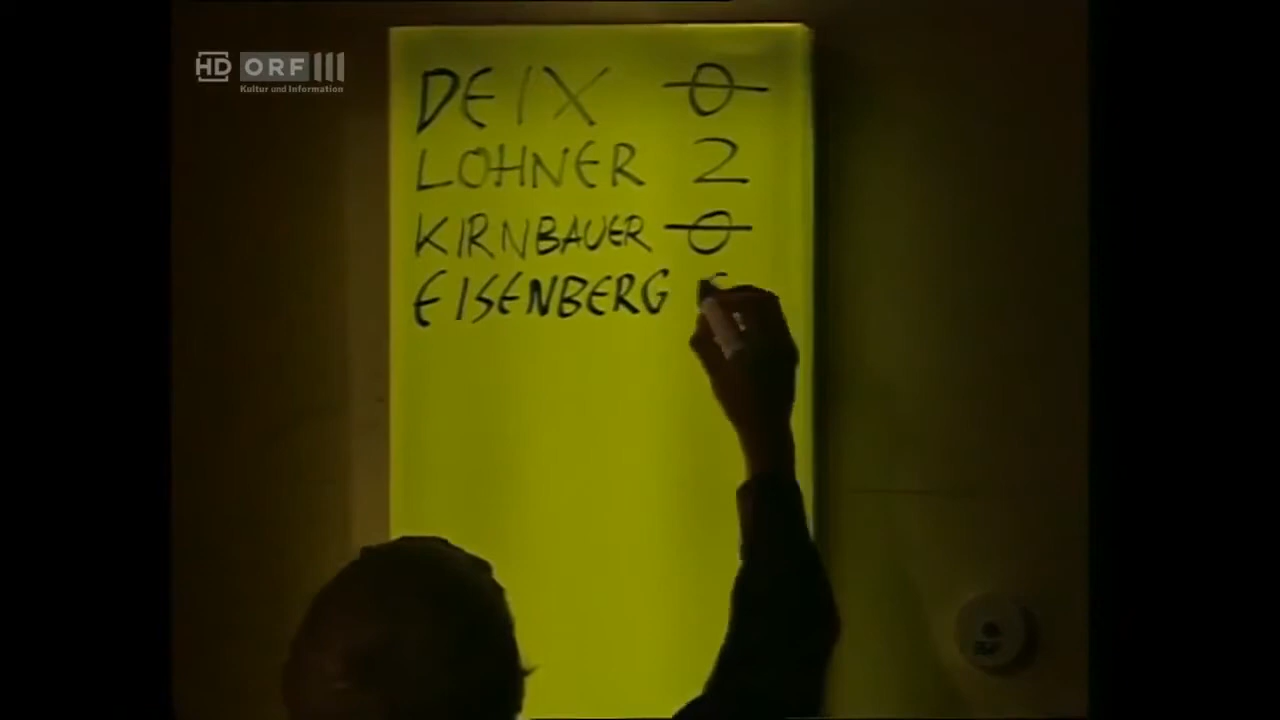 HD ORF III
Kultur und Information
DEIX 0
LOHNER 2
KIRNBAUER 0
EISENBERG